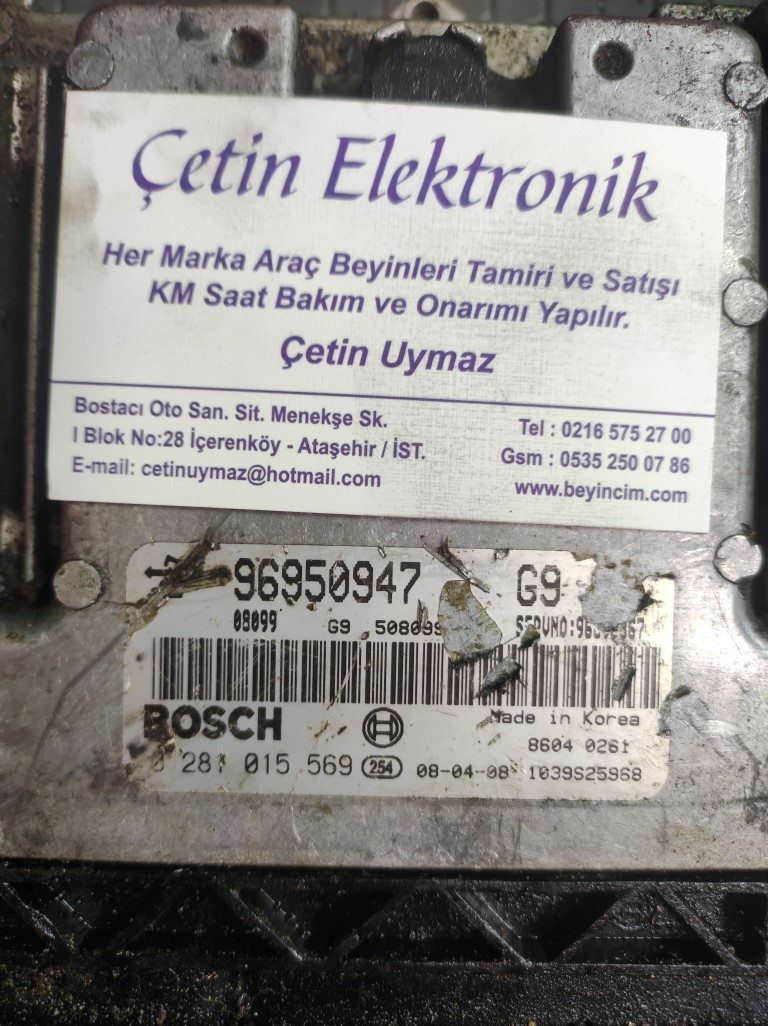 Çetin Elektronik
Her Marka Araç Beyinleri Tamiri ve Satışı
KM Saat Bakım ve Onarımı Yapılır.
Çetin Uymaz
Bostacı Oto San. Sit. Menekşe Sk.
I Blok No:28 İçerenköy - Ataşehir / İST.
E-mail: cetinuymaz@hotmail.com
Tel : 0216 575 27 00
Gsm : 0535 250 07 86
www.beyincim.com
96950947 G9
08099 G9
BOSCH
Made in Korea
8604 0261
0 281 015 569 254 08-04-08 1039S25968